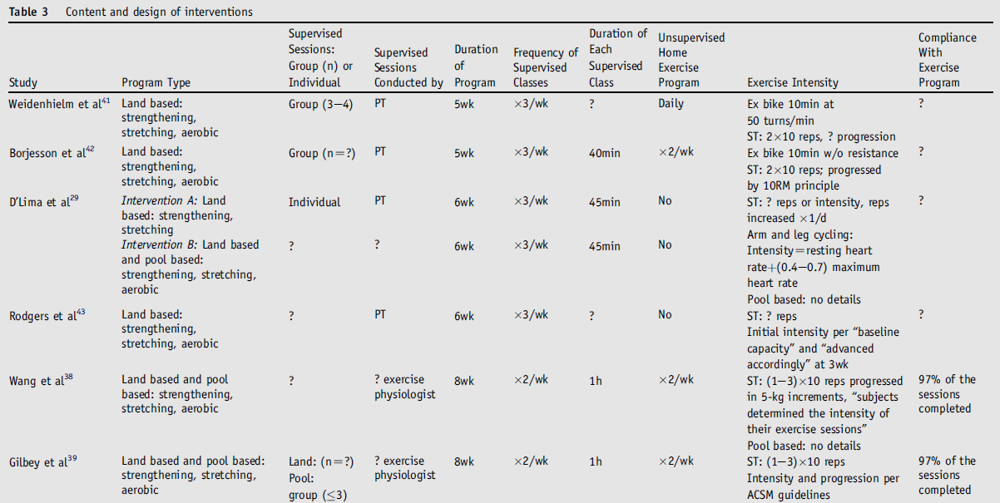 Table 3 Content and design of interventions
Study
Program Type
Supervised
Sessions:
Group (n) or
Individual
Supervised
Sessions
Conducted by
Duration
of
Program
Frequency of
Supervised
Classes
Duration of
Each
Supervised
Class
Unsupervised
Home
Exercise
Program
Exercise Intensity
Compliance
With
Exercise
Program
Weidenhielm et al41
Land based:
strengthening,
stretching, aerobic
Group (3–4)
PT
5wk
×3/wk
?
Daily
Ex bike 10min at
50 turns/min
ST: 2×10 reps, ? progression
?
Borjesson et al42
Land based:
strengthening,
stretching, aerobic
Group (n=?)
PT
5wk
×3/wk
40min
×2/wk
Ex bike 10min w/o resistance
ST: 2×10 reps; progressed
by 10RM principle
?
D'Lima et al29
Intervention A: Land
based: strengthening,
stretching
Individual
PT
6wk
×3/wk
45min
No
ST: ? reps or intensity, reps
increased ×1/d
?
Intervention B: Land based
and pool based:
strengthening, stretching,
aerobic
?
?
6wk
×3/wk
45min
No
Arm and leg cycling:
Intensity=resting heart
rate+(0.4–0.7) maximum
heart rate
Pool based: no details
Rodgers et al43
Land based:
strengthening,
stretching, aerobic
?
PT
6wk
×3/wk
?
No
ST: ? reps
Initial intensity per “baseline
capacity” and “advanced
accordingly” at 3wk
?
Wang et al38
Land based and pool
based: strengthening,
stretching, aerobic
?
? exercise
physiologist
8wk
×2/wk
1h
×2/wk
ST: (1–3)×10 reps progressed
in 5-kg increments, “subjects
determined the intensity of
their exercise sessions”
Pool based: no details
97% of the
sessions
completed
Gilbey et al39
Land based and pool based:
strengthening, stretching,
aerobic
Land: (n=?)
Pool:
group (≤3)
? exercise
physiologist
8wk
×2/wk
1h
×2/wk
ST: (1–3)×10 reps
Intensity and progression per
ACSM guidelines
97% of the
sessions
completed